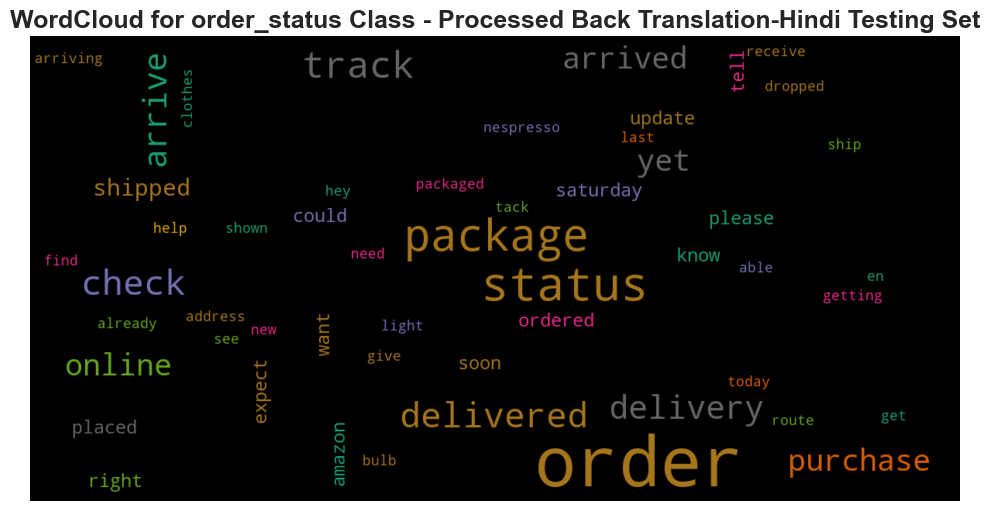 WordCloud for order_status Class - Processed Back Translation-Hindi Testing Set
arriving
arrive
clothes
track
arrived
tell
receive
dropped
nespresso
update
last
yet
ship
shipped
hey
packaged
saturday
could
tack
please
help
shown
package
need
know
find
check
status
able
en
getting
already
address
new
see
want
light
ordered
online
expect
give
soon
today
placed
delivered
delivery
route
get
amazon
bulb
order
purchase
right